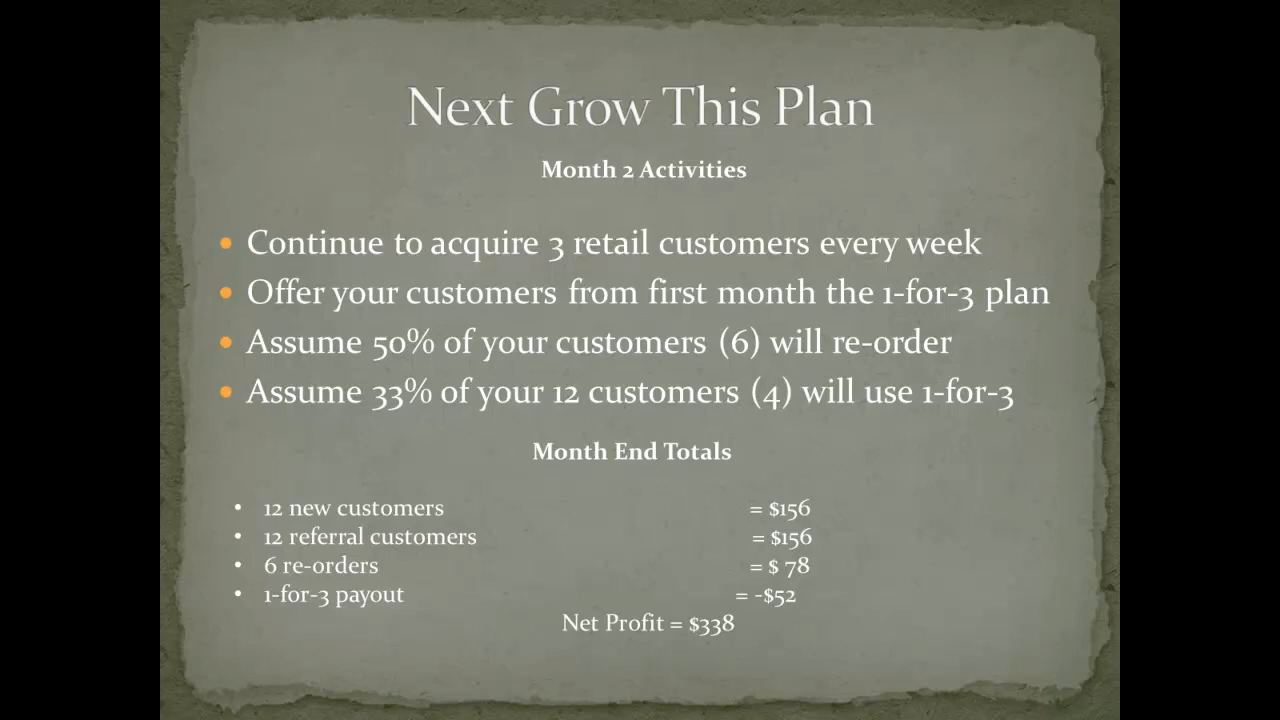 Next Grow This Plan
Month 2 Activities
• Continue to acquire 3 retail customers every week
• Offer your customers from first month the 1-for-3 plan
• Assume 50% of your customers (6) will re-order
• Assume 33% of your 12 customers (4) will use 1-for-3
Month End Totals
• 12 new customers = $156
• 12 referral customers = $156
• 6 re-orders = $ 78
• 1-for-3 payout = -$52
Net Profit = $338